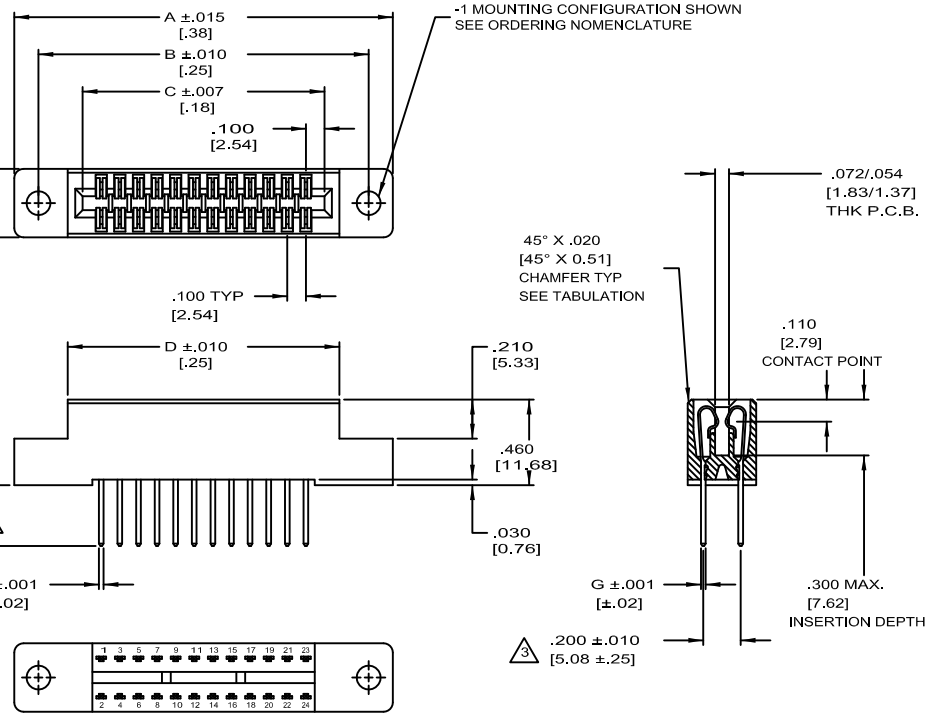 A ±.015
[.38]
-1 MOUNTING CONFIGURATION SHOWN
SEE ORDERING NOMENCLATURE
B ±.010
[.25]
C ±.007
[.18]
.100
[2.54]
.072/.054
[1.83/1.37]
THK P.C.B.
45° X .020
[45° X 0.51]
CHAMFER TYP
SEE TABULATION
.100 TYP
[2.54]
.110
[2.79]
CONTACT POINT
D ±.010
[.25]
.210
[5.33]
.460
[11.68]
.030
[0.76]
±.001
.02]
G ±.001
[±.02]
.300 MAX.
[7.62]
INSERTION DEPTH
3
.200 ±.010
[5.08 ±.25]
1 3 5 7 9 11 13 15 17 19 21 23
2 4 6 8 10 12 14 16 18 20 22 24